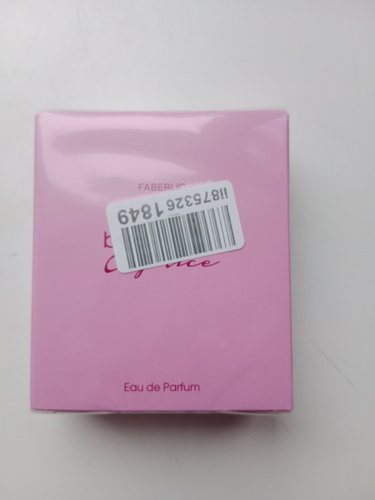 FABERLIC
ii875326 1849
Eau de Parfum